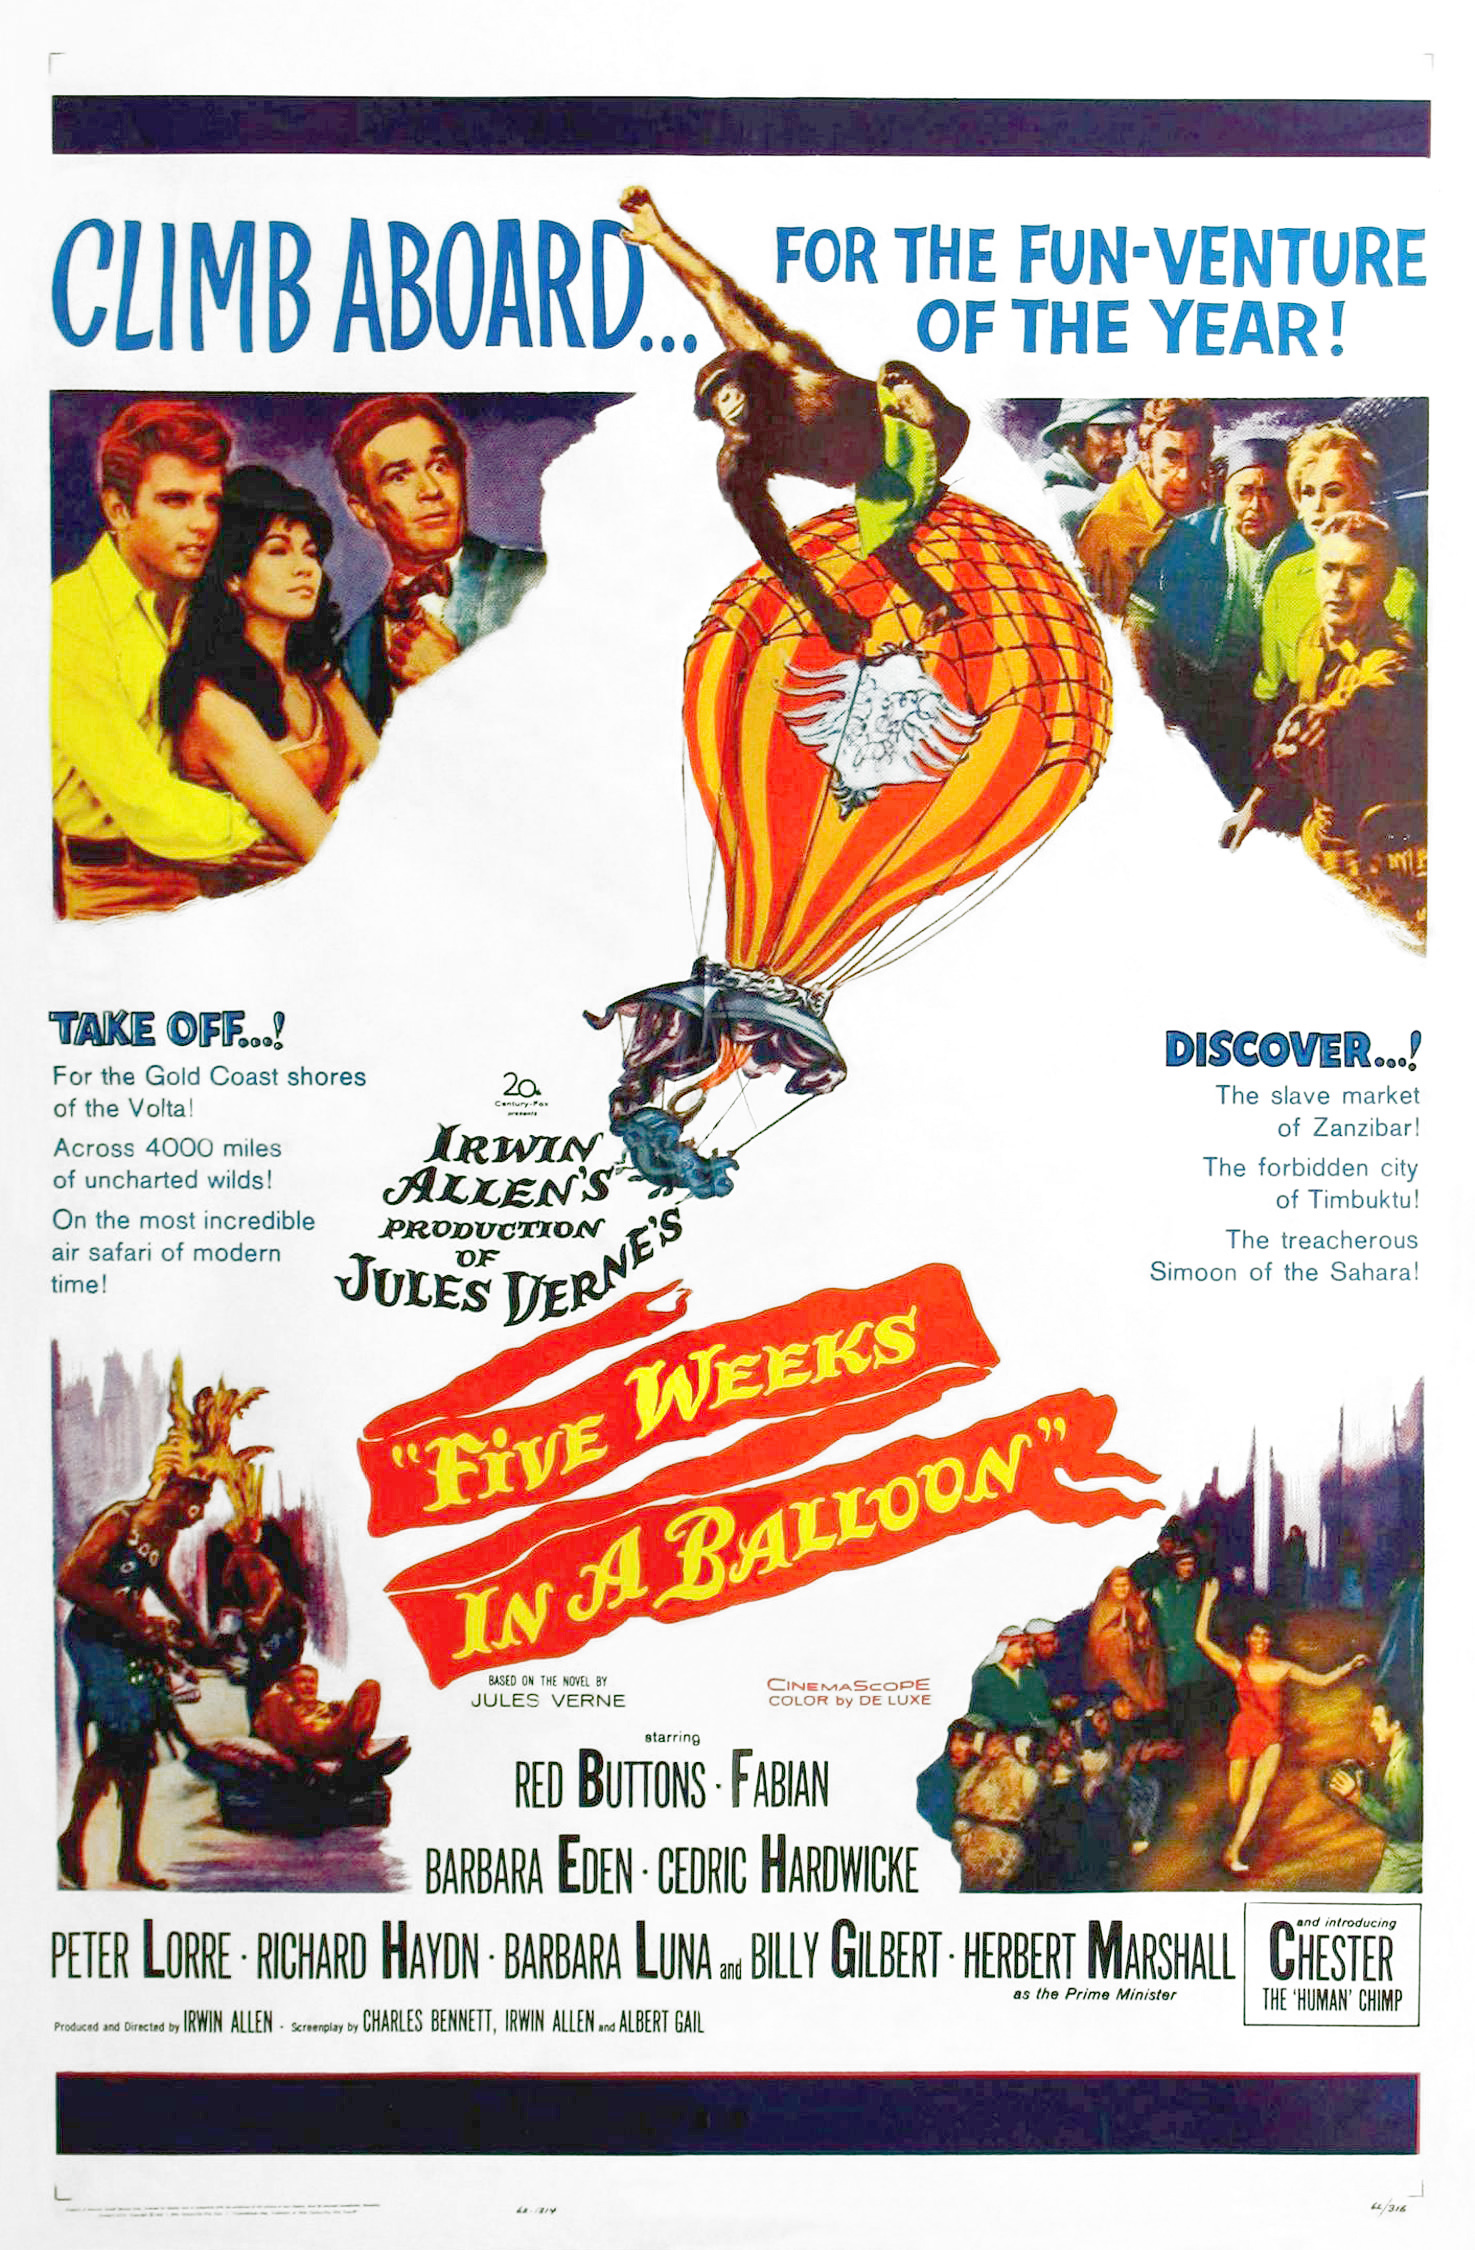 CLIMB ABOARD...
FOR THE FUN-VENTURE
OF THE YEAR!
TAKE OFF...!
For the Gold Coast shores
of the Volta!
Across 4000 miles
of uncharted wilds!
On the most incredible
air safari of modern
time!
DISCOVER...!
The slave market
of Zanzibar!
The forbidden city
of Timbuktu!
The treacherous
Simoon of the Sahara!
20th
Century-Fox
presents
IRWIN
ALLEN'S
PRODUCTION
OF
JULES VERNE'S
"FIVE WEEKS
IN A BALLOON"
BASED ON THE NOVEL BY
JULES VERNE
CINEMASCOPE
COLOR by DE LUXE
starring
RED BUTTONS · FABIAN
BARBARA EDEN · CEDRIC HARDWICKE
PETER LORRE · RICHARD HAYDN · BARBARA LUNA and BILLY GILBERT · HERBERT MARSHALL
as the Prime Minister
and introducing
CHESTER
THE 'HUMAN' CHIMP
Produced and Directed by IRWIN ALLEN · Screenplay by CHARLES BENNETT, IRWIN ALLEN and ALBERT GAIL
62/316